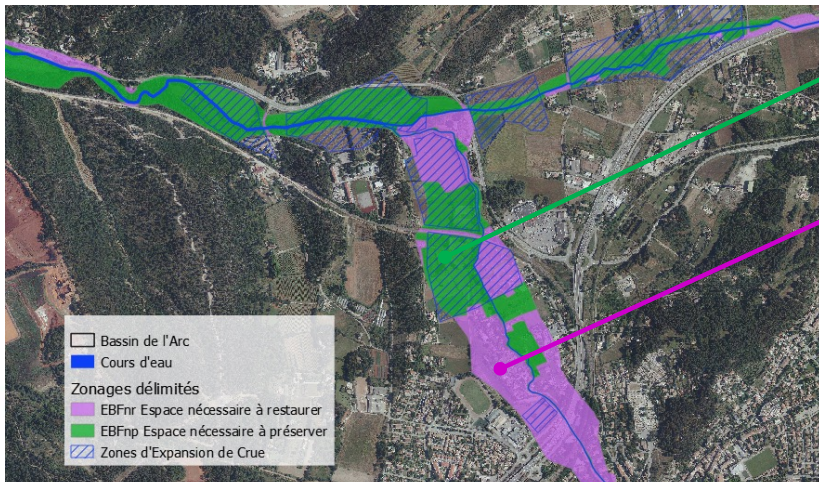 Bassin de l'Arc
Cours d'eau
Zonages délimités
EBFnr Espace nécessaire à restaurer
EBFnp Espace nécessaire à préserver
Zones d'Expansion de Crue